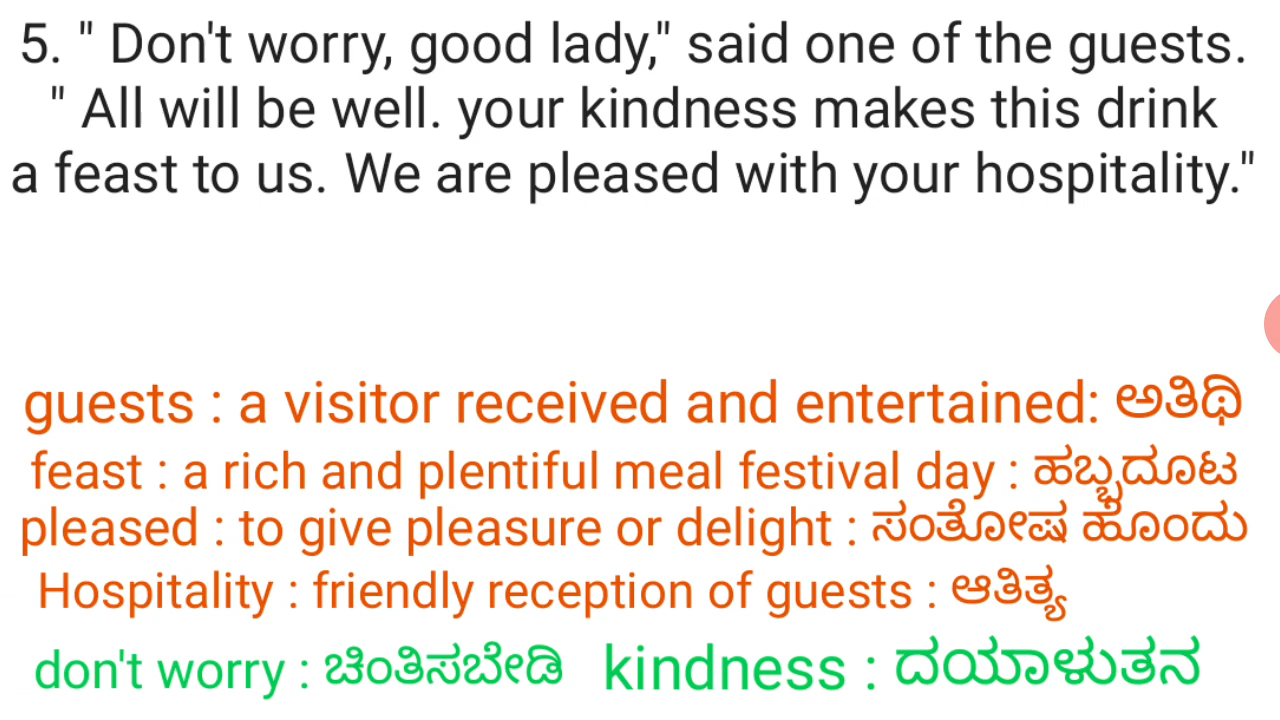 5. " Don't worry, good lady," said one of the guests.
" All will be well. your kindness makes this drink
a feast to us. We are pleased with your hospitality."
guests : a visitor received and entertained: ಅತಿಥಿ
feast : a rich and plentiful meal festival day : ಹಬ್ಬದೂಟ
pleased : to give pleasure or delight : ಸಂತೋಷ ಹೊಂದು
Hospitality : friendly reception of guests : ಆತಿತ್ಯ
don't worry : ಚಿಂತಿಸಬೇಡಿ kindness : ದಯಾಳುತನ